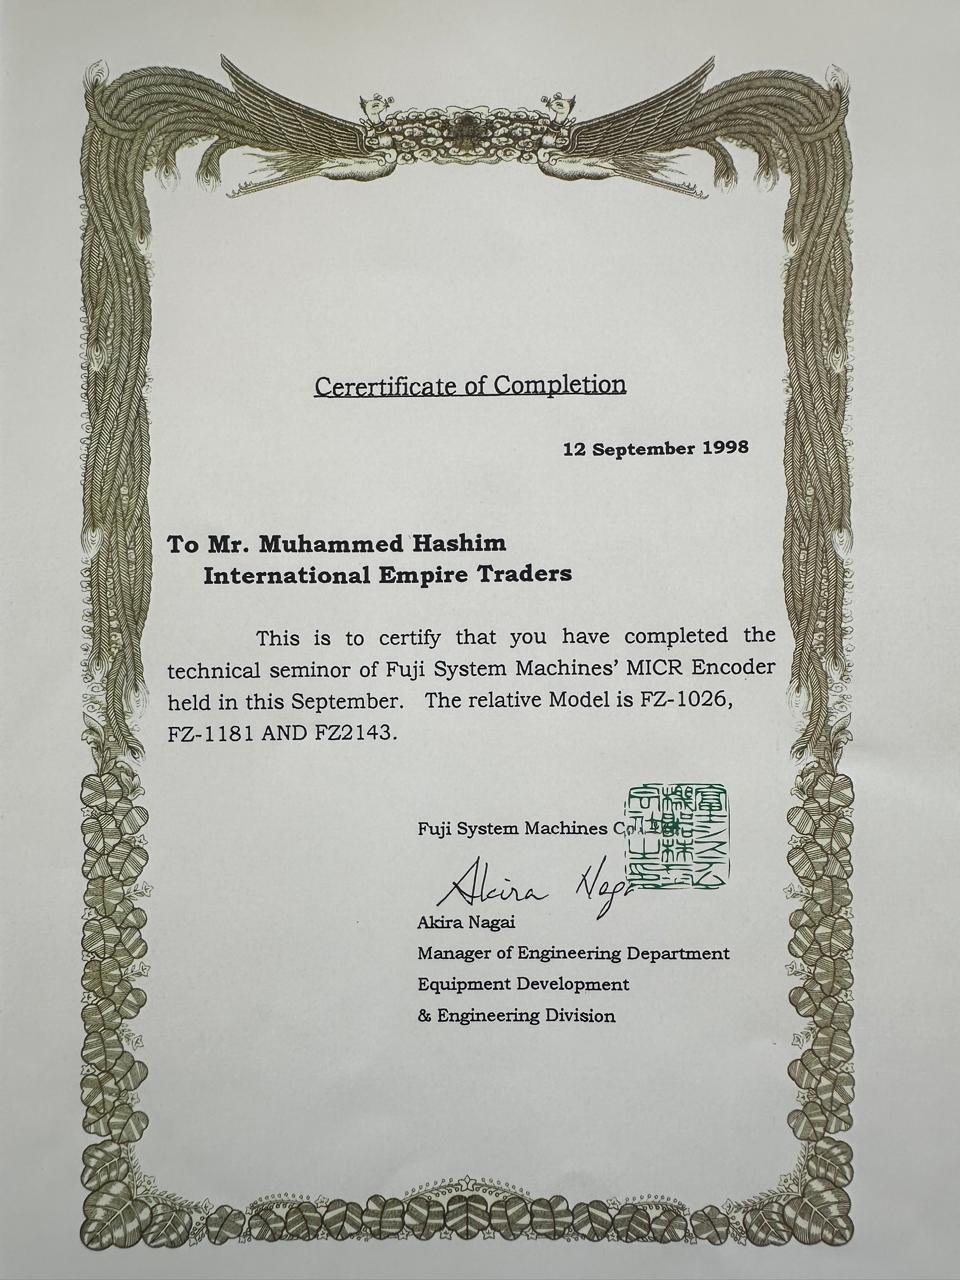 Cerertificate of Completion
12 September 1998
To Mr. Muhammed Hashim
International Empire Traders
This is to certify that you have completed the
technical seminor of Fuji System Machines' MICR Encoder
held in this September. The relative Model is FZ-1026,
FZ-1181 AND FZ2143.
Fuji System Machines
Akira
Akira Nagai
Manager of Engineering Department
Equipment Development
& Engineering Division